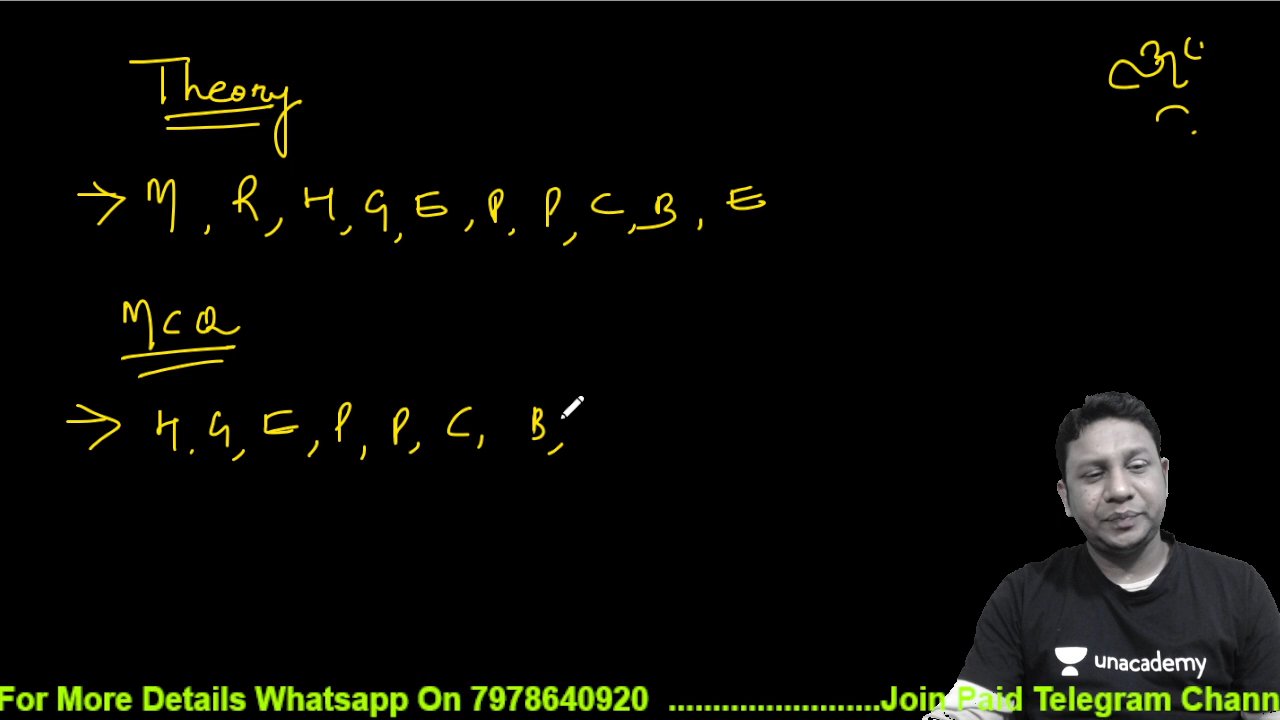 Theory
→ M, R, H, G, E, P, P, C, B, E
MCQ
→ H, G, E, P, P, C, B,
unacademy
For More Details Whatsapp On 7978640920 ........................Join Paid Telegram Chann